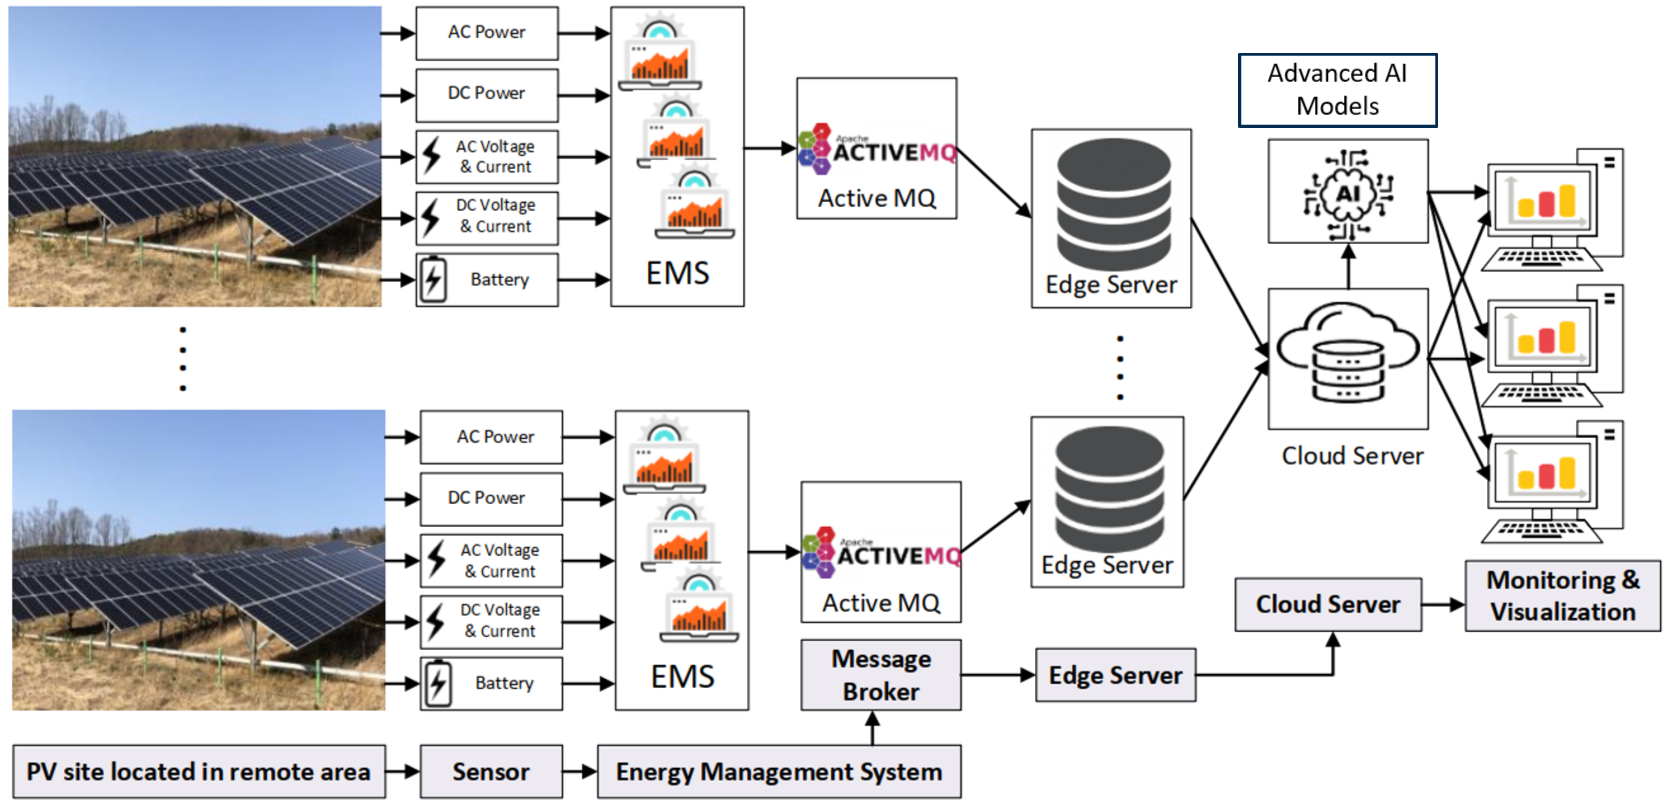 AC Power
DC Power
AC Voltage
& Current
DC Voltage
& Current
Battery
EMS
Apache
ACTIVEMQ
Active MQ
Edge Server
Advanced AI
Models
AI
Cloud Server
AC Power
DC Power
AC Voltage
& Current
DC Voltage
& Current
Battery
EMS
Apache
ACTIVEMQ
Active MQ
Edge Server
PV site located in remote area
Sensor
Energy Management System
Message
Broker
Edge Server
Cloud Server
Monitoring &
Visualization